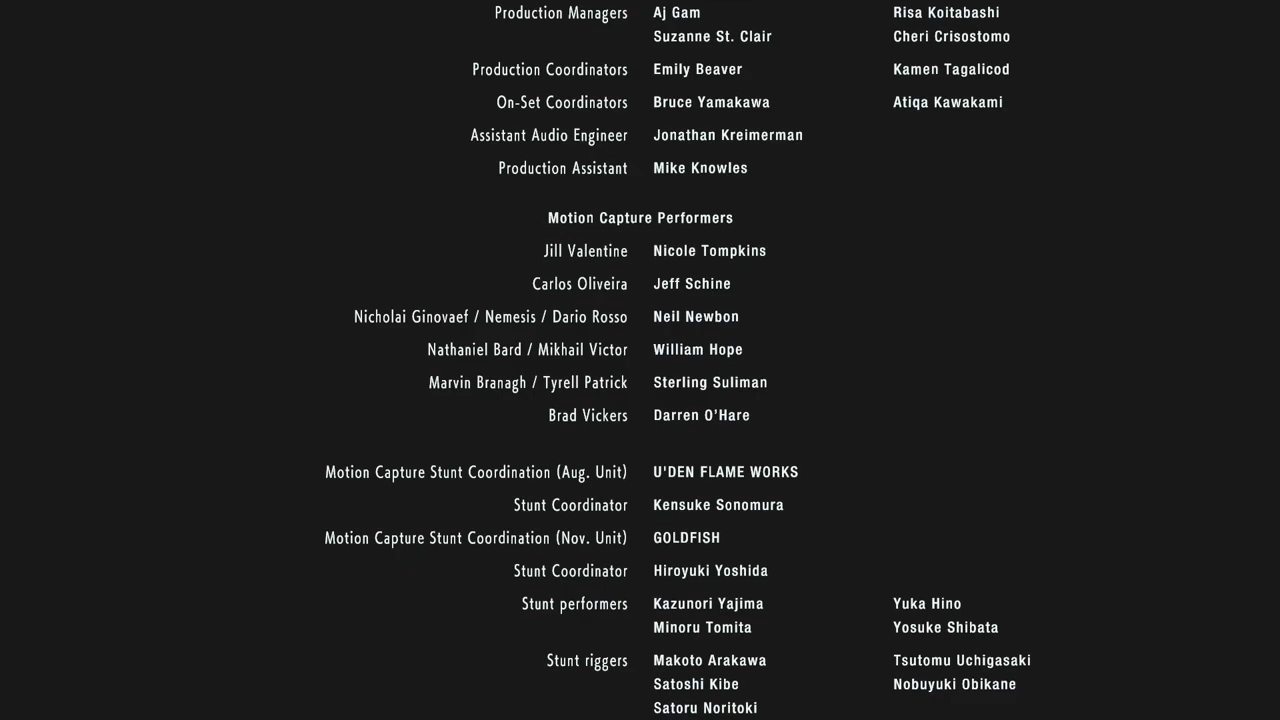 Production Managers Aj Gam Risa Koitabashi
Suzanne St. Clair Cheri Crisostomo
Production Coordinators Emily Beaver Kamen Tagalicod
On-Set Coordinators Bruce Yamakawa Atiqa Kawakami
Assistant Audio Engineer Jonathan Kreimerman
Production Assistant Mike Knowles
Motion Capture Performers
Jill Valentine Nicole Tompkins
Carlos Oliveira Jeff Schine
Nicholai Ginovaef / Nemesis / Dario Rosso Neil Newbon
Nathaniel Bard / Mikhail Victor William Hope
Marvin Branagh / Tyrell Patrick Sterling Suliman
Brad Vickers Darren O'Hare
Motion Capture Stunt Coordination (Aug. Unit) U'DEN FLAME WORKS
Stunt Coordinator Kensuke Sonomura
Motion Capture Stunt Coordination (Nov. Unit) GOLDFISH
Stunt Coordinator Hiroyuki Yoshida
Stunt performers Kazunori Yajima Yuka Hino
Minoru Tomita Yosuke Shibata
Stunt riggers Makoto Arakawa Tsutomu Uchigasaki
Satoshi Kibe Nobuyuki Obikane
Satoru Noritoki